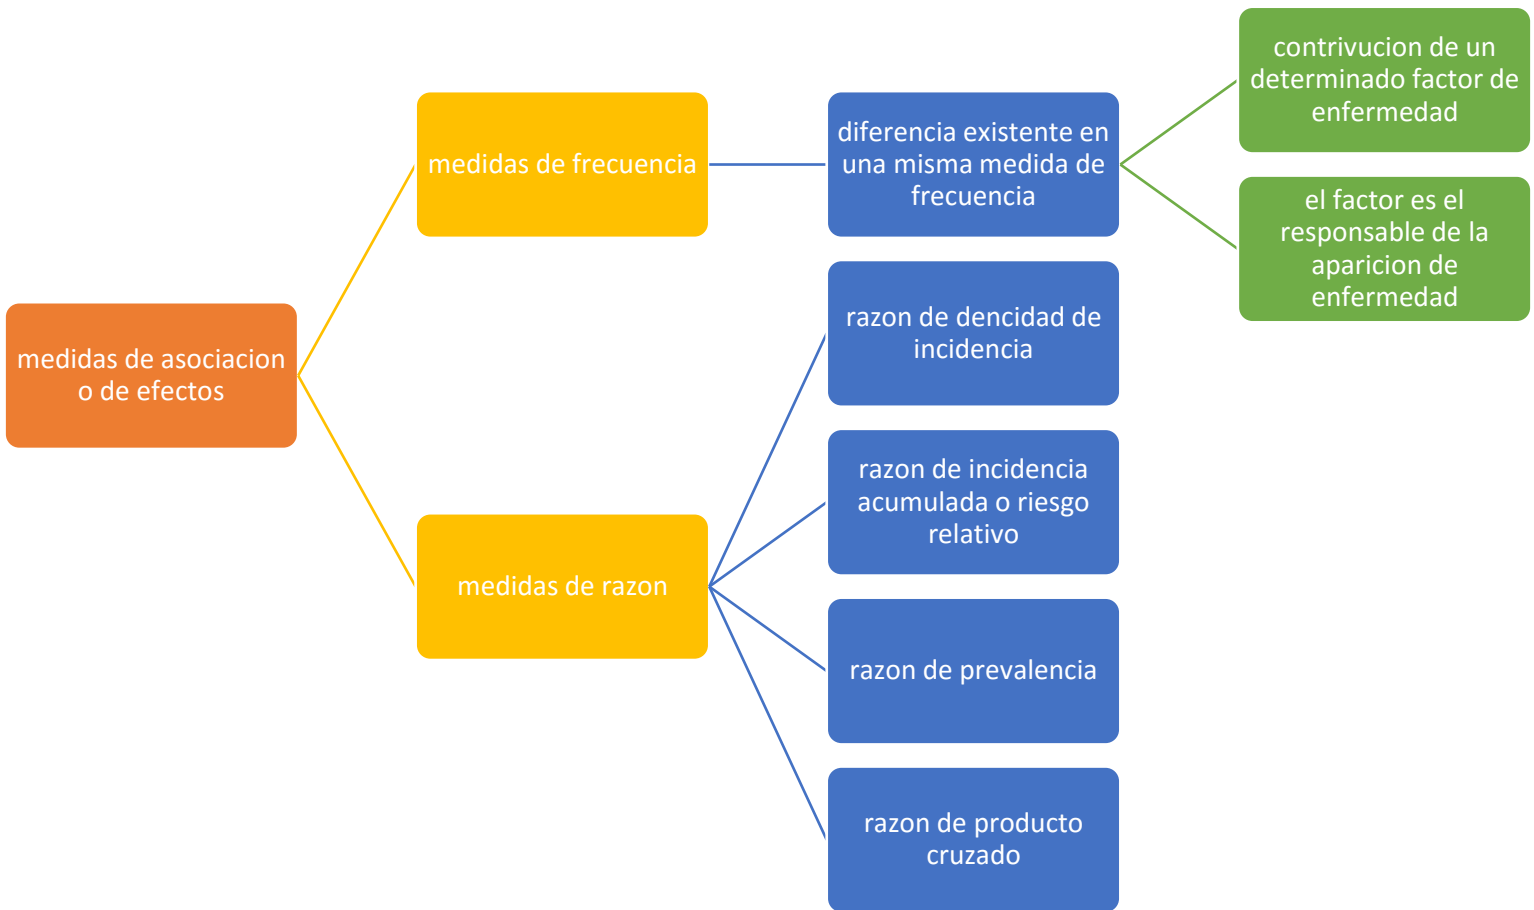 medidas de asociacion
o de efectos
medidas de frecuencia
diferencia existente en
una misma medida de
frecuencia
contrivucion de un
determinado factor de
enfermedad
el factor es el
responsable de la
aparicion de
enfermedad
medidas de razon
razon de dencidad de
incidencia
razon de incidencia
acumulada o riesgo
relativo
razon de prevalencia
razon de producto
cruzado